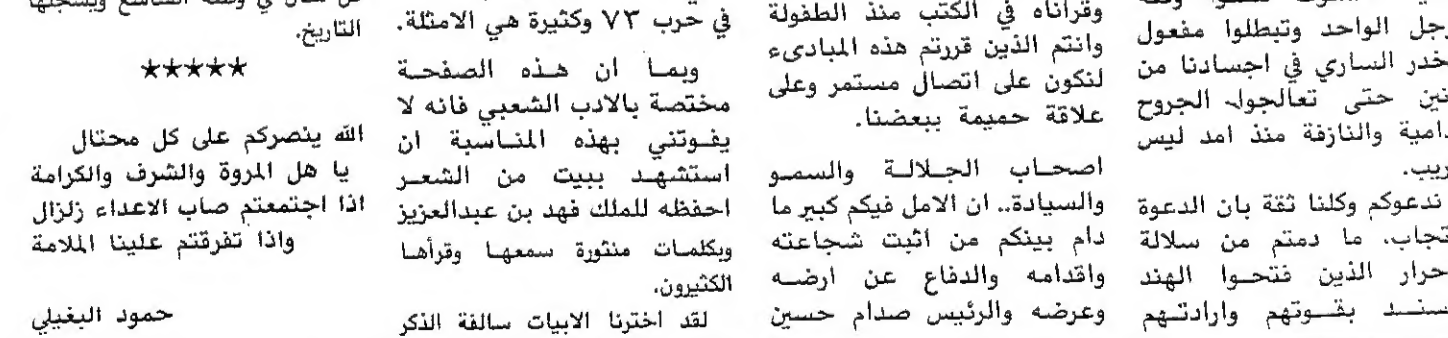 رجل الواحد وتبطلوا مفعول
خدر الساري في اجسادنا من
حتى تعالجوا الجروح
دامية والنازفة منذ امد ليس
ريب.
ندعوكم وكلنا ثقة بان الدعوة
تجاب. ما دمتم من سلالة
حرار الذين فتحوا الهند
سند بقوتهم وارادتهم
وقرأناه في الكتب منذ الطفولة
وانتم الذين قررتم هذه المبادىء
لنكون على اتصال مستمر وعلى
علاقة حميمة ببعضنا.
اصحاب الجلالة والسمو
والسيادة.. ان الامل فيكم كبير ما
دام بينكم من اثبت شجاعته
واقدامه والدفاع عن ارضه
وعرضه والرئيس صدام حسين
في حرب ٧٣ وكثيرة هي الامثلة.
وبما ان هذه الصفحة
مختصة بالادب الشعبي فانه لا
يفوتني بهذه المناسبة ان
استشهد ببيت من الشعر
احفظه للملك فهد بن عبدالعزيز
وبكلمات منثورة سمعها وقرأها
الكثيرون.
لقد اخترنا الابيات سالفة الذكر
التاريخ.
★★★★★
الله ينصركم على كل محتال
يا هل المروة والشرف والكرامة
اذا اجتمعتم صاب الاعداء زلزال
واذا تفرقتم علينا الملامة
حمود البغيلي